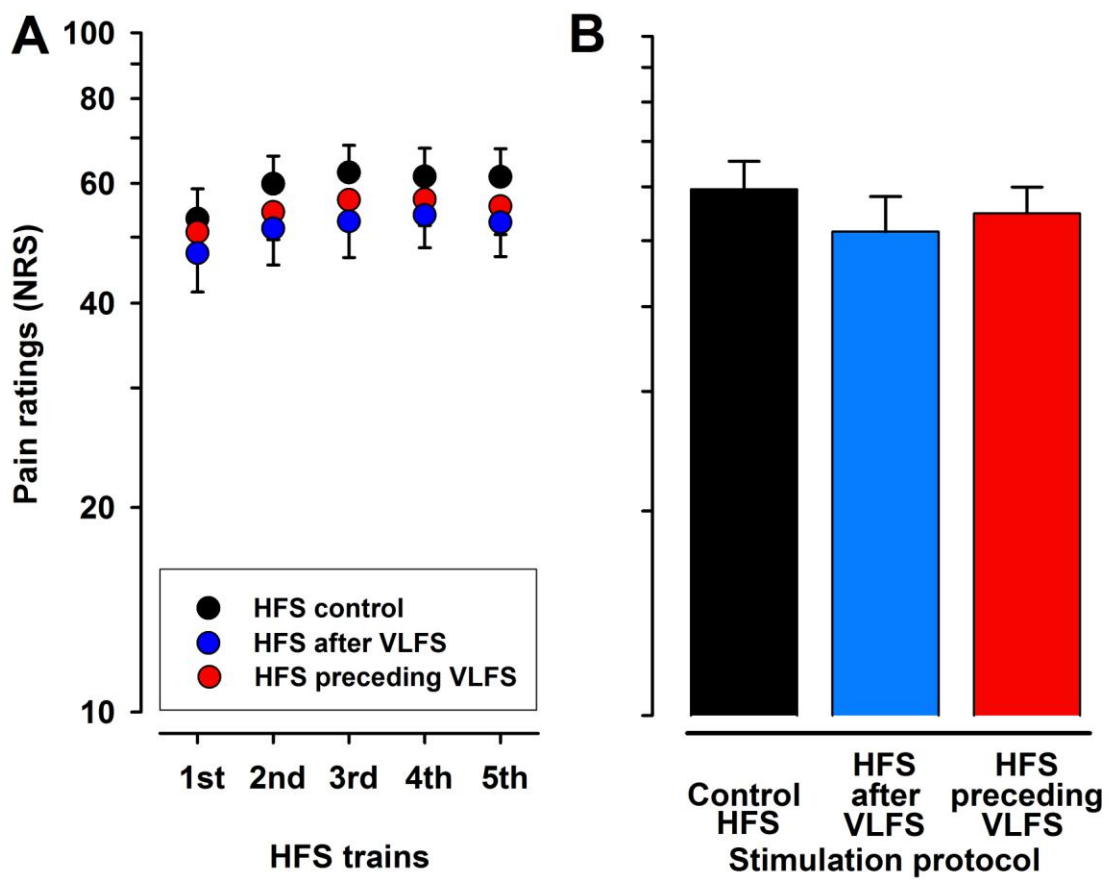 A
B
Pain ratings (NRS)
100
80
60
40
20
10
HFS control
HFS after VLFS
HFS preceding VLFS
1st 2nd 3rd 4th 5th
HFS trains
Control
HFS
HFS
after
VLFS
HFS
preceding
VLFS
Stimulation protocol